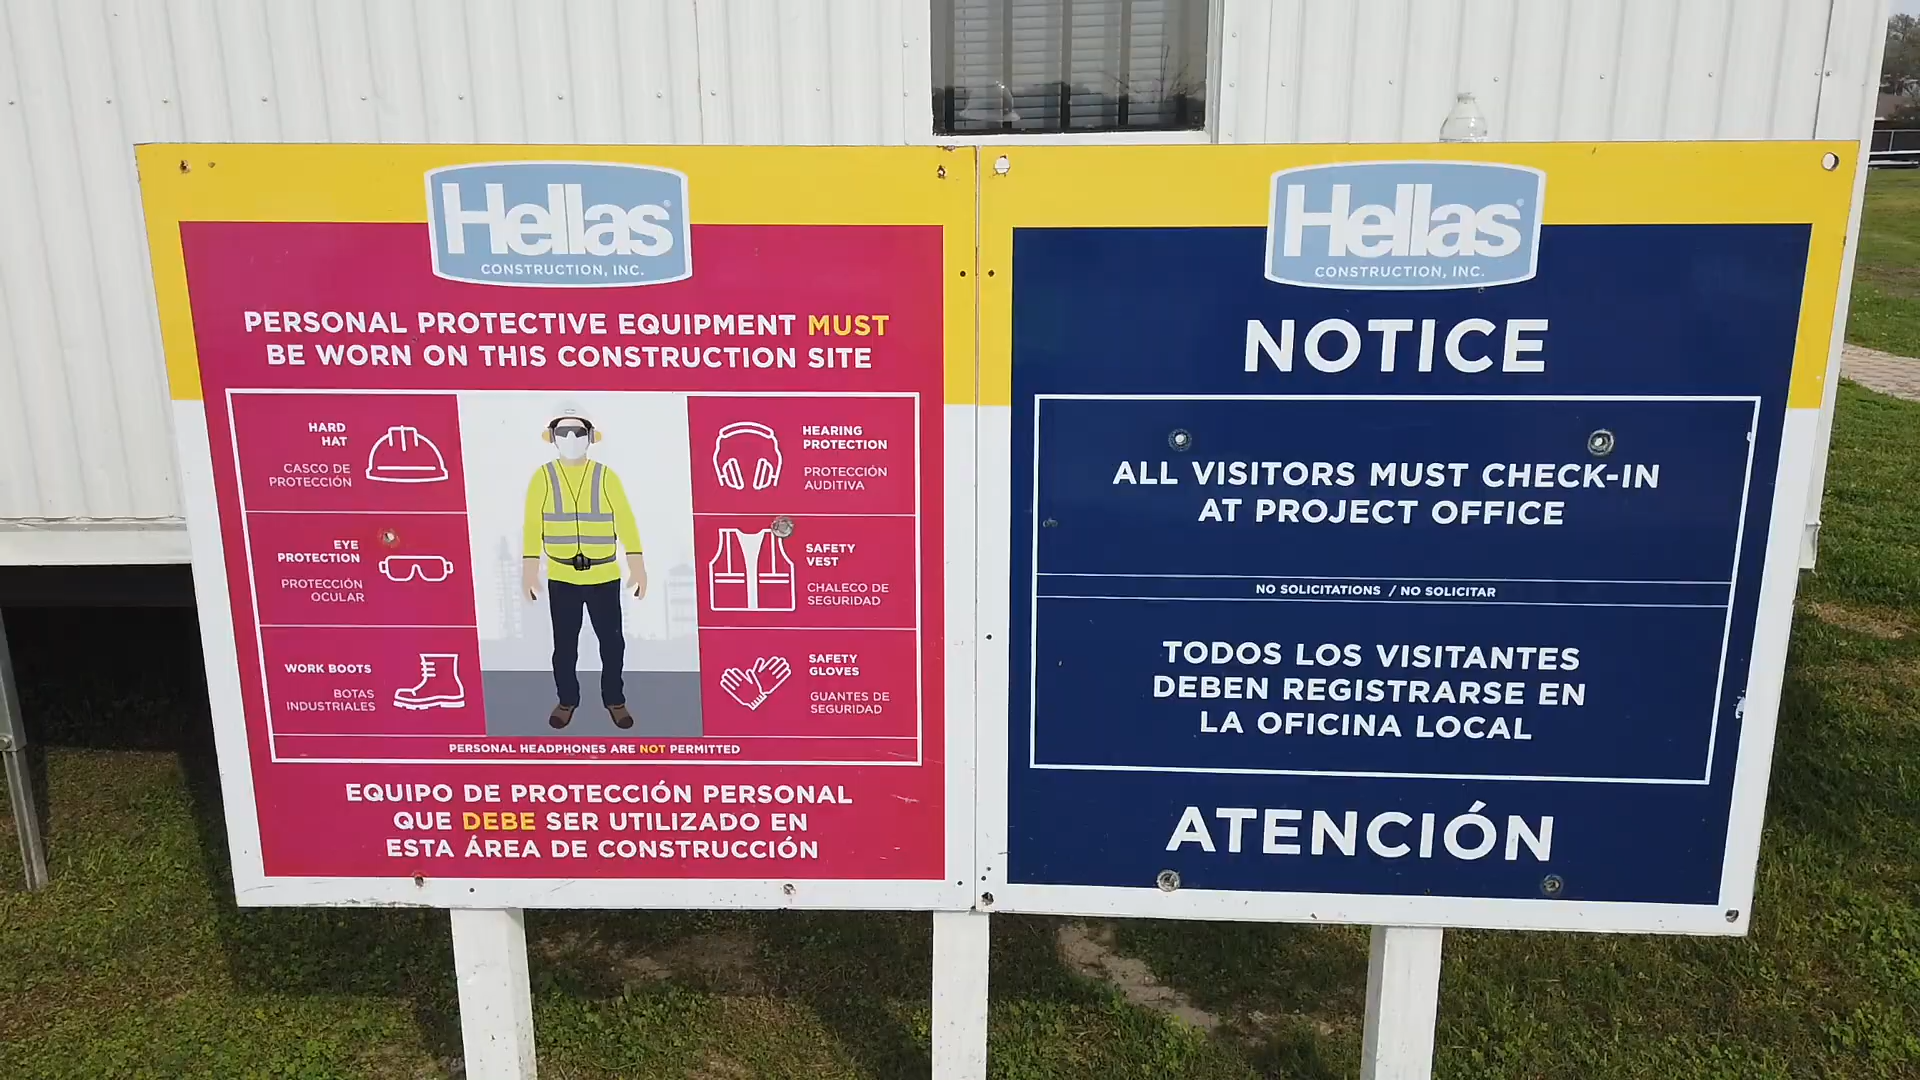 Hellas®
CONSTRUCTION, INC.
PERSONAL PROTECTIVE EQUIPMENT MUST
BE WORN ON THIS CONSTRUCTION SITE
HARD
HAT
CASCO DE
PROTECCIÓN
EYE
PROTECTION
PROTECCIÓN
OCULAR
WORK BOOTS
BOTAS
INDUSTRIALES
HEARING
PROTECTION
PROTECCIÓN
AUDITIVA
SAFETY
VEST
CHALECO DE
SEGURIDAD
SAFETY
GLOVES
GUANTES DE
SEGURIDAD
PERSONAL HEADPHONES ARE NOT PERMITTED
EQUIPO DE PROTECCIÓN PERSONAL
QUE DEBE SER UTILIZADO EN
ESTA ÁREA DE CONSTRUCCIÓN
Hellas®
CONSTRUCTION, INC.
NOTICE
ALL VISITORS MUST CHECK-IN
AT PROJECT OFFICE
NO SOLICITATIONS / NO SOLICITAR
TODOS LOS VISITANTES
DEBEN REGISTRARSE EN
LA OFICINA LOCAL
ATENCIÓN